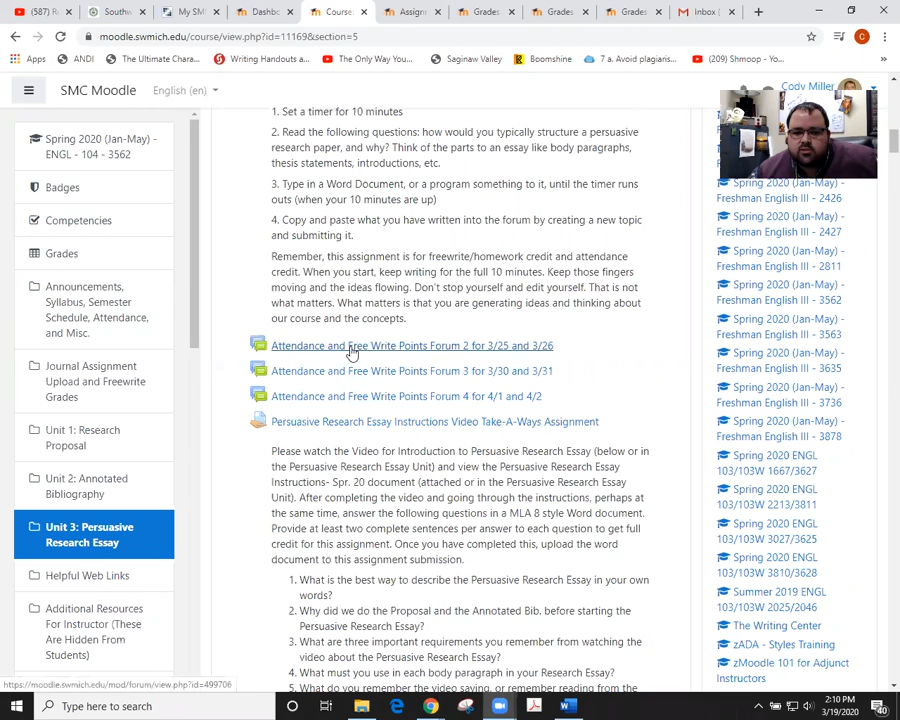 (587) R
Southw
My SM
Dashbo
Course:
Assign
Grades
Grades
Grades
Inbox (
moodle.swmich.edu/course/view.php?id=11169&section=5
Apps
ANDI
The Ultimate Chara...
Writing Handouts a...
The Only Way You...
Saginaw Valley
Boomshine
7 a. Avoid plagiaris...
(209) Shmoop - Yo...
SMC Moodle
English (en)
Cody Miller
Spring 2020 (Jan-May) -
ENGL - 104 - 3562
Badges
Competencies
Grades
Announcements,
Syllabus, Semester
Schedule, Attendance,
and Misc.
Journal Assignment
Upload and Freewrite
Grades
Unit 1: Research
Proposal
Unit 2: Annotated
Bibliography
Unit 3: Persuasive
Research Essay
Helpful Web Links
Additional Resources
For Instructor (These
Are Hidden From
Students)
1. Set a timer for 10 minutes
2. Read the following questions: how would you typically structure a persuasive
research paper, and why? Think of the parts to an essay like body paragraphs,
thesis statements, introductions, etc.
3. Type in a Word Document, or a program something to it, until the timer runs
outs (when your 10 minutes are up)
4. Copy and paste what you have written into the forum by creating a new topic
and submitting it.
Remember, this assignment is for freewrite/homework credit and attendance
credit. When you start, keep writing for the full 10 minutes. Keep those fingers
moving and the ideas flowing. Don't stop yourself and edit yourself. That is not
what matters. What matters is that you are generating ideas and thinking about
our course and the concepts.
Attendance and Free Write Points Forum 2 for 3/25 and 3/26
Attendance and Free Write Points Forum 3 for 3/30 and 3/31
Attendance and Free Write Points Forum 4 for 4/1 and 4/2
Persuasive Research Essay Instructions Video Take-A-Ways Assignment
Please watch the Video for Introduction to Persuasive Research Essay (below or in
the Persuasive Research Essay Unit) and view the Persuasive Research Essay
Instructions- Spr. 20 document (attached or in the Persuasive Research Essay
Unit). After completing the video and going through the instructions, perhaps at
the same time, answer the following questions in a MLA 8 style Word document.
Provide at least two complete sentences per answer to each question to get full
credit for this assignment. Once you have completed this, upload the word
document to this assignment submission.
1. What is the best way to describe the Persuasive Research Essay in your own
words?
2. Why did we do the Proposal and the Annotated Bib. before starting the
Persuasive Research Essay?
3. What are three important requirements you remember from watching the
video about the Persuasive Research Essay?
4. What must you use in each body paragraph in your Research Essay?
5. What do you remember the video saying, or remember reading from the
Spring 2020 (Jan-May) -
Freshman English III - 2426
Spring 2020 (Jan-May) -
Freshman English III - 2427
Spring 2020 (Jan-May) -
Freshman English III - 2811
Spring 2020 (Jan-May) -
Freshman English III - 3562
Spring 2020 (Jan-May) -
Freshman English III - 3563
Spring 2020 (Jan-May) -
Freshman English III - 3635
Spring 2020 (Jan-May) -
Freshman English III - 3736
Spring 2020 (Jan-May) -
Freshman English III - 3878
Spring 2020 ENGL
103/103W 1667/3627
Spring 2020 ENGL
103/103W 2213/3811
Spring 2020 ENGL
103/103W 3027/3625
Spring 2020 ENGL
103/103W 3810/3628
Summer 2019 ENGL
103/103W 2025/2046
The Writing Center
zADA - Styles Training
zMoodle 101 for Adjunct
Instructors
https://moodle.swmich.edu/mod/forum/view.php?id=499706
Type here to search
2:10 PM
3/19/2020
40